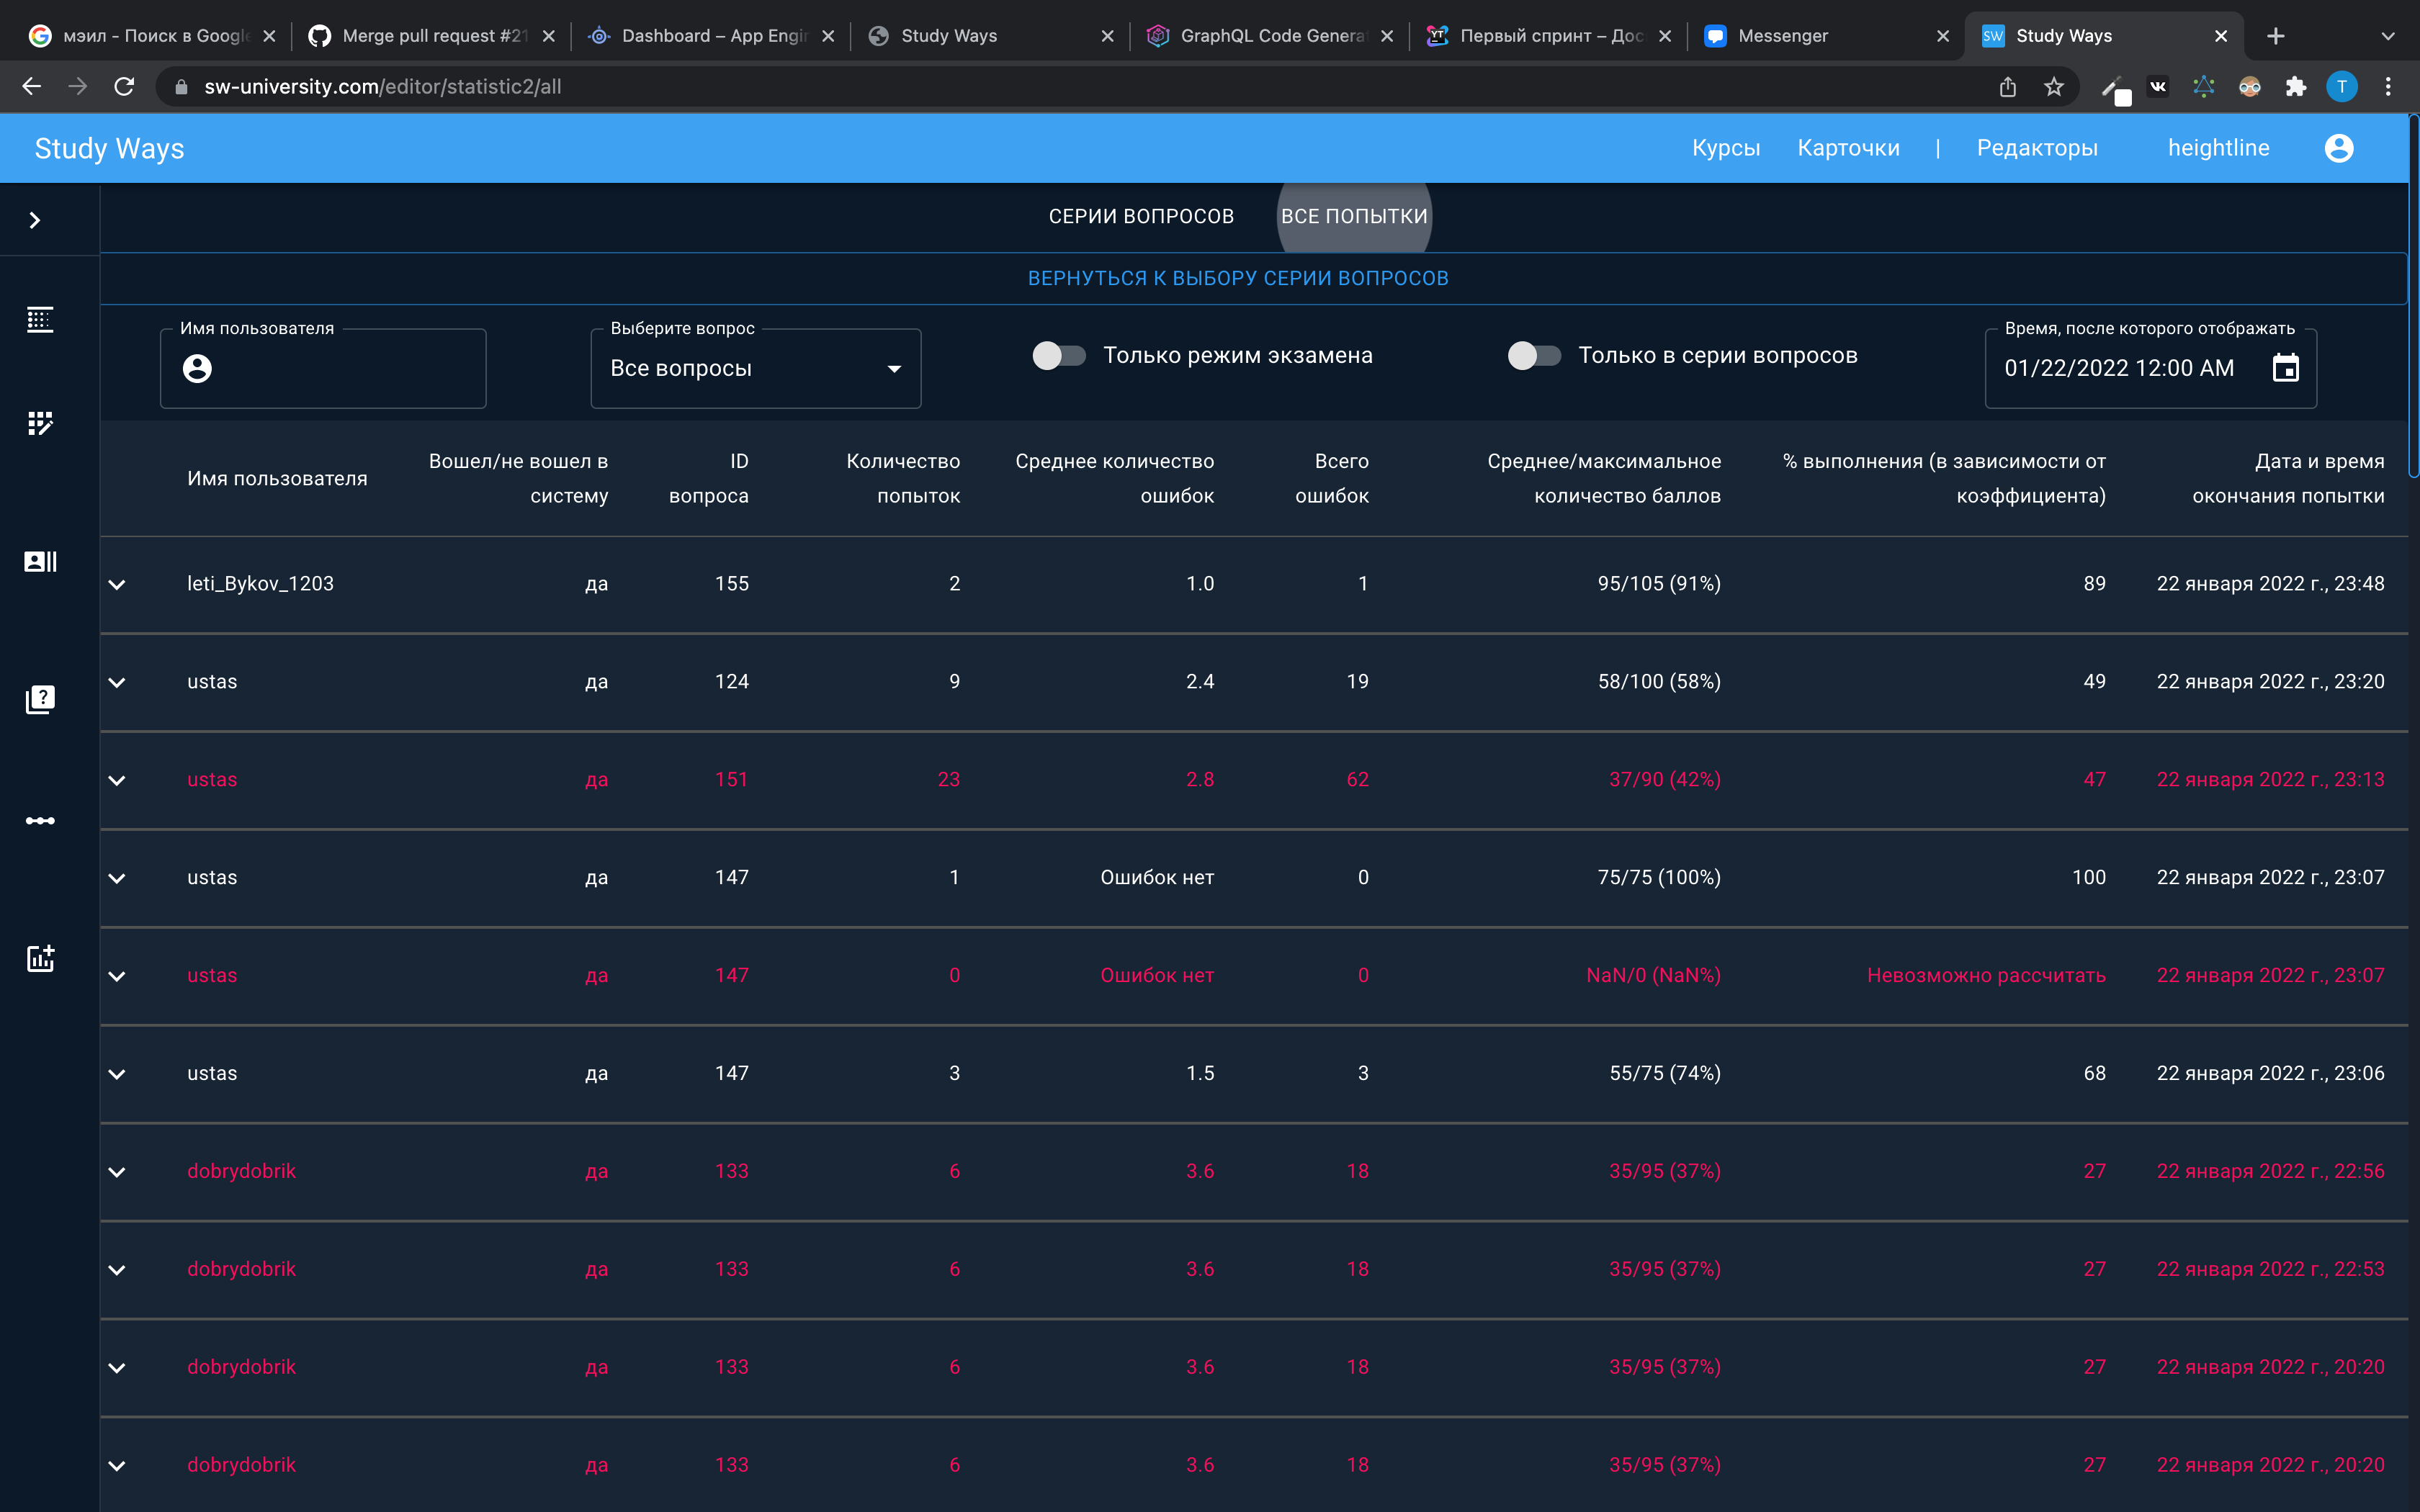 мэил - Поиск в Google
Merge pull request #21
Dashboard – App Engin
Study Ways
GraphQL Code Generat
Первый спринт – Дос
Messenger
SW Study Ways
sw-university.com/editor/statistic2/all
T
Study Ways
Курсы Карточки | Редакторы heightline
СЕРИИ ВОПРОСОВ ВСЕ ПОПЫТКИ
ВЕРНУТЬСЯ К ВЫБОРУ СЕРИИ ВОПРОСОВ
Имя пользователя
Выберите вопрос
Все вопросы
Только режим экзамена
Только в серии вопросов
Время, после которого отображать
01/22/2022 12:00 AM
Имя пользователя
Вошел/не вошел в
систему
ID
вопроса
Количество
попыток
Среднее количество
ошибок
Всего
ошибок
Среднее/максимальное
количество баллов
% выполнения (в зависимости от
коэффициента)
Дата и время
окончания попытки
leti_Bykov_1203 да 155 2 1.0 1 95/105 (91%) 89 22 января 2022 г., 23:48
ustas да 124 9 2.4 19 58/100 (58%) 49 22 января 2022 г., 23:20
ustas да 151 23 2.8 62 37/90 (42%) 47 22 января 2022 г., 23:13
ustas да 147 1 Ошибок нет 0 75/75 (100%) 100 22 января 2022 г., 23:07
ustas да 147 0 Ошибок нет 0 NaN/0 (NaN%) Невозможно рассчитать 22 января 2022 г., 23:07
ustas да 147 3 1.5 3 55/75 (74%) 68 22 января 2022 г., 23:06
dobrydobrik да 133 6 3.6 18 35/95 (37%) 27 22 января 2022 г., 22:56
dobrydobrik да 133 6 3.6 18 35/95 (37%) 27 22 января 2022 г., 22:53
dobrydobrik да 133 6 3.6 18 35/95 (37%) 27 22 января 2022 г., 20:20
dobrydobrik да 133 6 3.6 18 35/95 (37%) 27 22 января 2022 г., 20:20